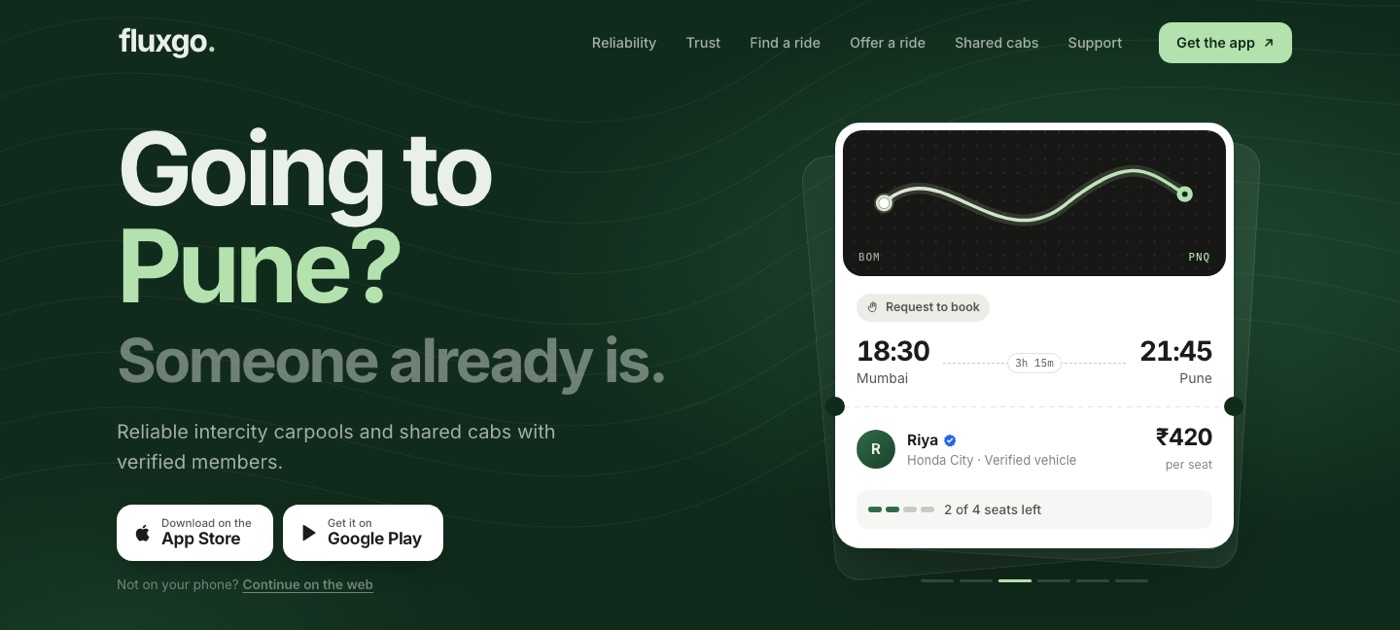 fluxgo.
Reliability Trust Find a ride Offer a ride Shared cabs Support Get the app
Going to
Pune?
Someone already is.
Reliable intercity carpools and shared cabs with
verified members.
Download on the
App Store
Get it on
Google Play
Not on your phone? Continue on the web
BOM PNQ
Request to book
18:30 3h 15m 21:45
Mumbai Pune
R
Riya
Honda City · Verified vehicle
₹420
per seat
2 of 4 seats left